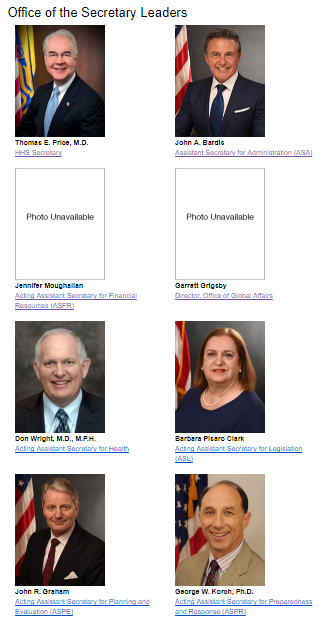 Office of the Secretary Leaders
Thomas E. Price, M.D.
HHS Secretary
John A. Bardis
Assistant Secretary for Administration (ASA)
Photo Unavailable
Photo Unavailable
Jennifer Moughalian
Acting Assistant Secretary for Financial
Resources (ASFR)
Garrett Grigsby
Director, Office of Global Affairs
Don Wright, M.D., M.P.H.
Acting Assistant Secretary for Health
Barbara Pisaro Clark
Acting Assistant Secretary for Legislation
(ASL)
John R. Graham
Acting Assistant Secretary for Planning and
Evaluation (ASPE)
George W. Korch, Ph.D.
Acting Assistant Secretary for Preparedness
and Response (ASPR)